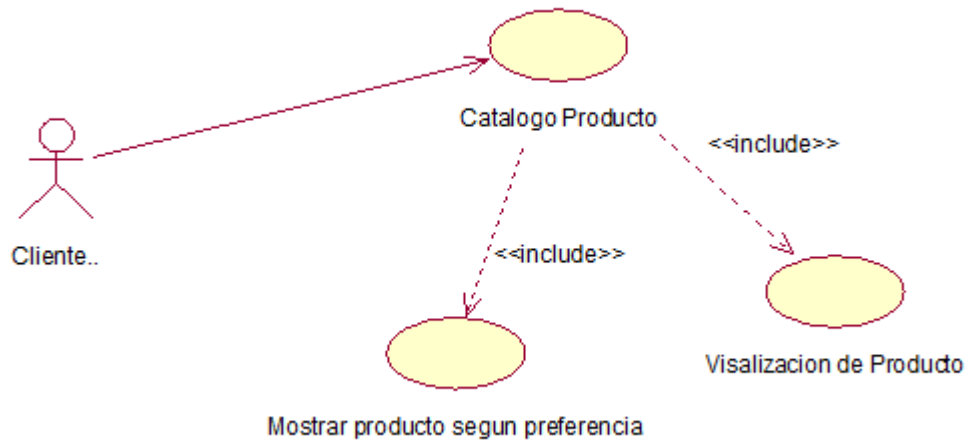 Catalogo Producto
<<include>>
Cliente..
<<include>>
Visalizacion de Producto
Mostrar producto segun preferencia